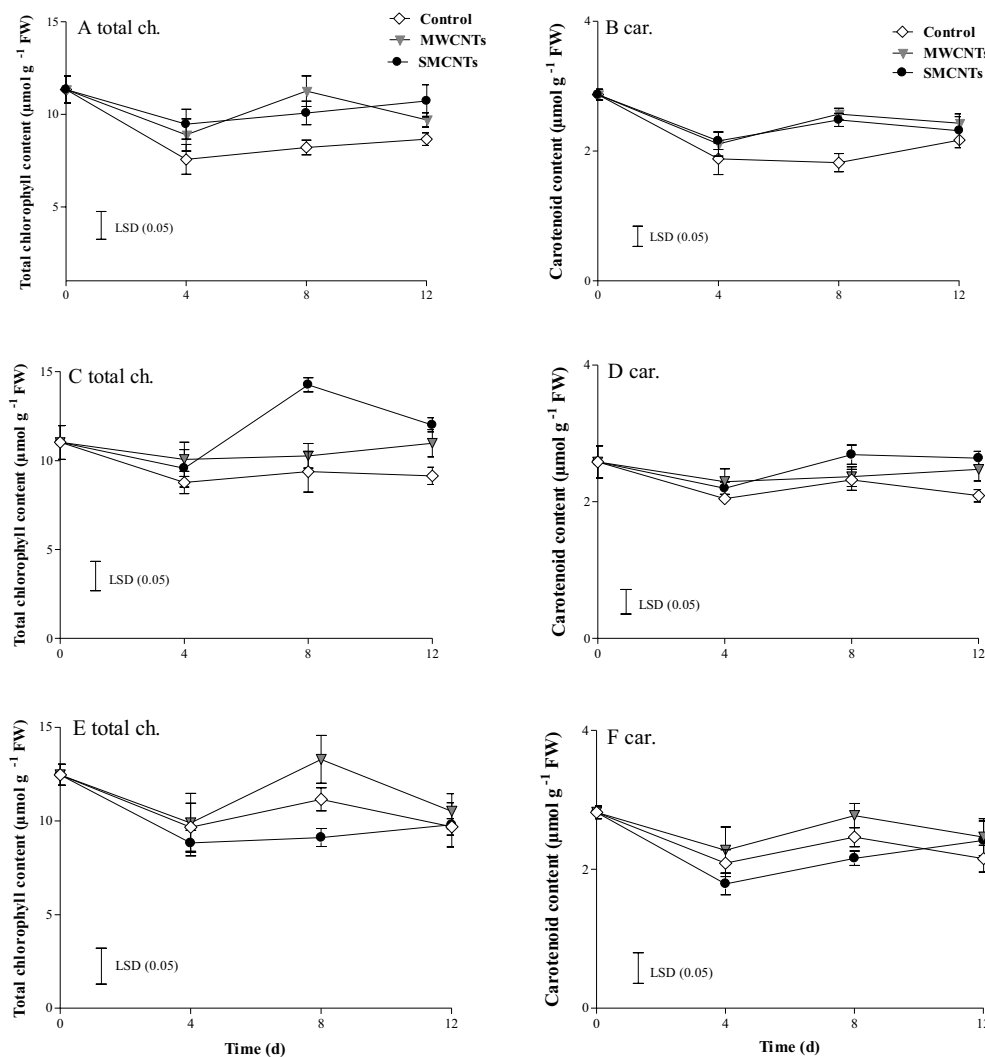 A total ch.
Control
MWCNTs
SMCNTs
Total chlorophyll content (µmol g -1 FW)
15
10
5
LSD (0.05)
0
4
8
12
B car.
Control
MWCNTs
SMCNTs
Carotenoid content (µmol g -1 FW)
4
2
0
LSD (0.05)
0
4
8
12
C total ch.
Total chlorophyll content (µmol g -1 FW)
15
10
5
0
LSD (0.05)
0
4
8
12
D car.
Carotenoid content (µmol g -1 FW)
4
2
0
LSD (0.05)
0
4
8
12
E total ch.
Total chlorophyll content (µmol g -1 FW)
15
10
5
0
LSD (0.05)
0
4
8
12
Time (d)
F car.
Carotenoid content (µmol g -1 FW)
4
2
0
LSD (0.05)
0
4
8
12
Time (d)